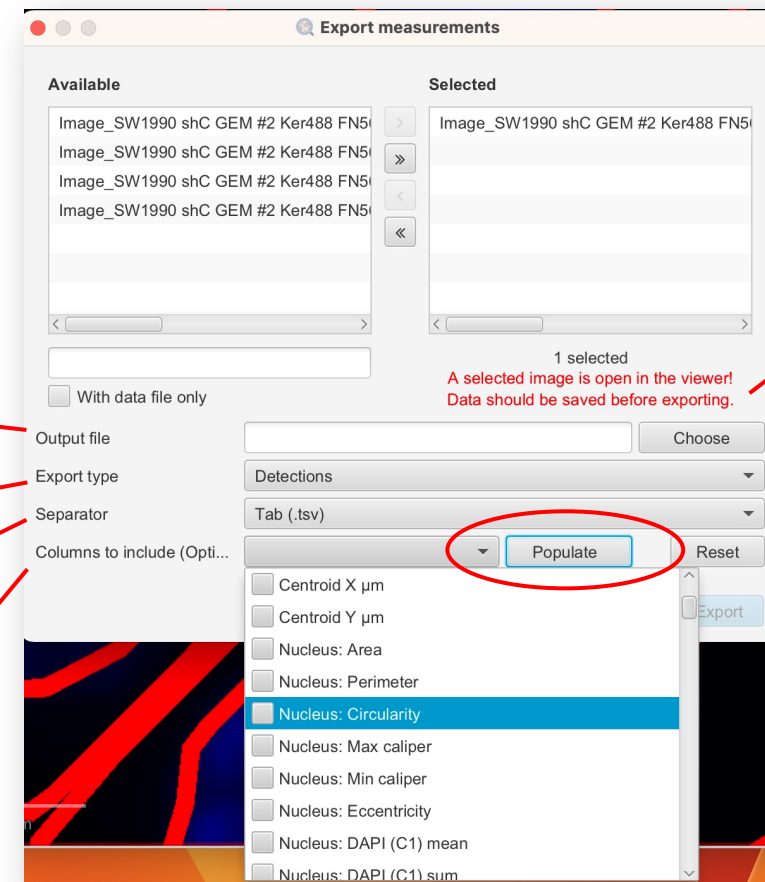 Export measurements
Available
Selected
Image_SW1990 shC GEM #2 Ker488 FN5
Image_SW1990 shC GEM #2 Ker488 FN5
Image_SW1990 shC GEM #2 Ker488 FN5
Image_SW1990 shC GEM #2 Ker488 FN5
Image_SW1990 shC GEM #2 Ker488 FN5
>
»
<
«
1 selected
A selected image is open in the viewer!
Data should be saved before exporting.
With data file only
Output file
Choose
Export type
Detections
Separator
Tab (.tsv)
Columns to include (Opti...
Populate
Reset
Export
Centroid X µm
Centroid Y µm
Nucleus: Area
Nucleus: Perimeter
Nucleus: Circularity
Nucleus: Max caliper
Nucleus: Min caliper
Nucleus: Eccentricity
Nucleus: DAPI (C1) mean
Nucleus: DAPI (C1) sum